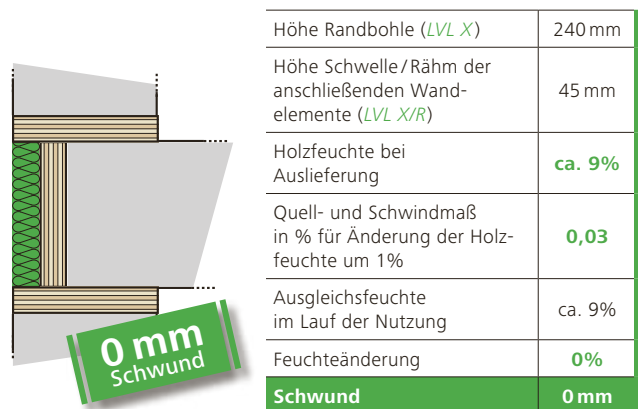 Höhe Randbohle (LVL X) 240 mm
Höhe Schwelle/Rähm der
anschließenden Wand-
elemente (LVL X/R) 45 mm
Holzfeuchte bei
Auslieferung ca. 9%
Quell- und Schwindmaß
in % für Änderung der Holz-
feuchte um 1% 0,03
Ausgleichsfeuchte
im Lauf der Nutzung ca. 9%
Feuchteänderung 0%
Schwund 0 mm
0 mm
Schwund